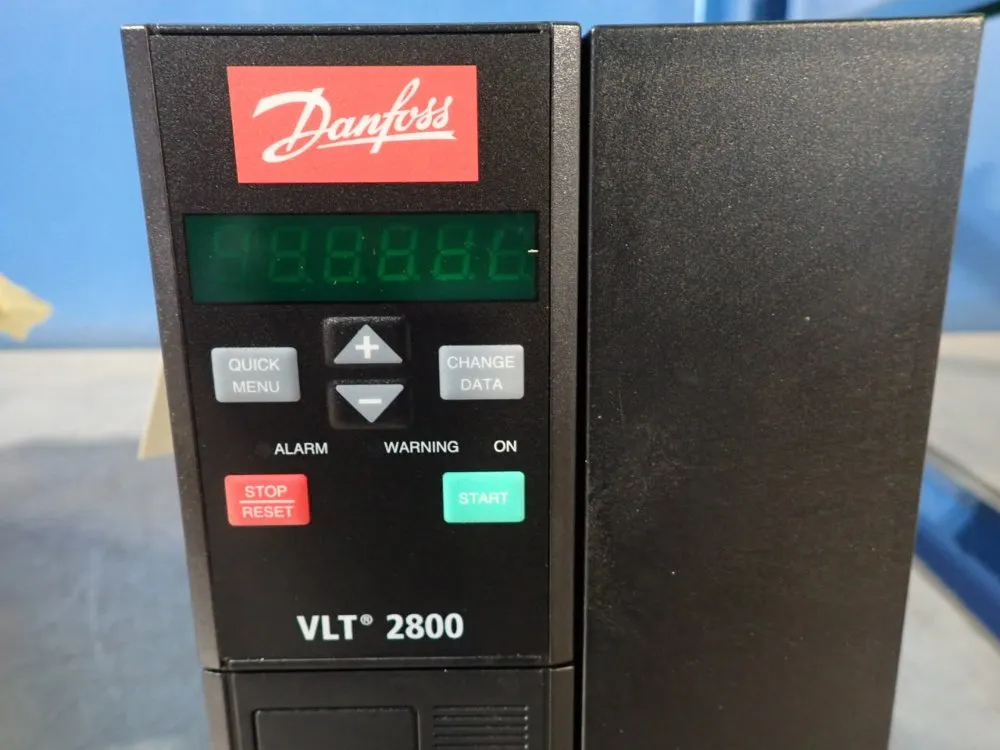 Danfoss
+
QUICK
MENU
CHANGE
DATA
−
ALARM WARNING ON
STOP
RESET
START
VLT® 2800